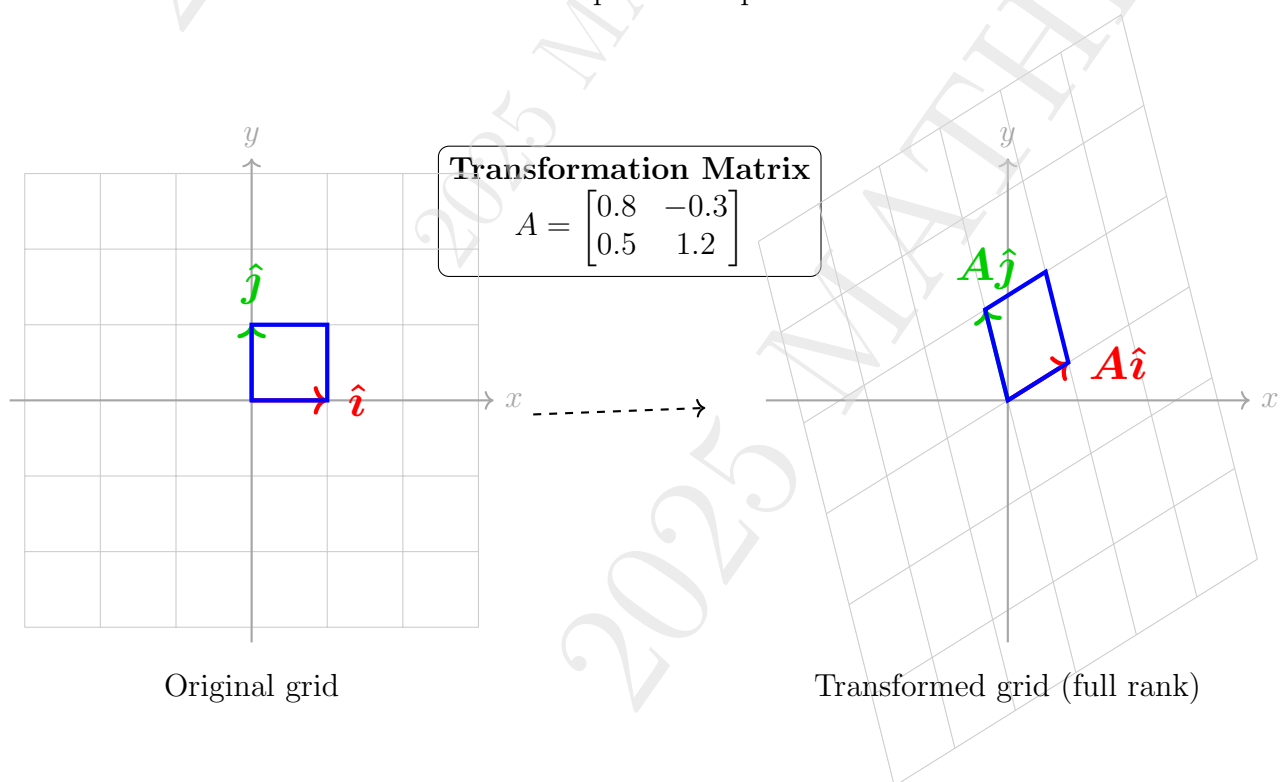 y
Transformation Matrix
A = [0.8 −0.3
0.5 1.2]
ĵ
î
x
Original grid
y
Aĵ
Aî
x
Transformed grid (full rank)
2025 MA
2025 MATH